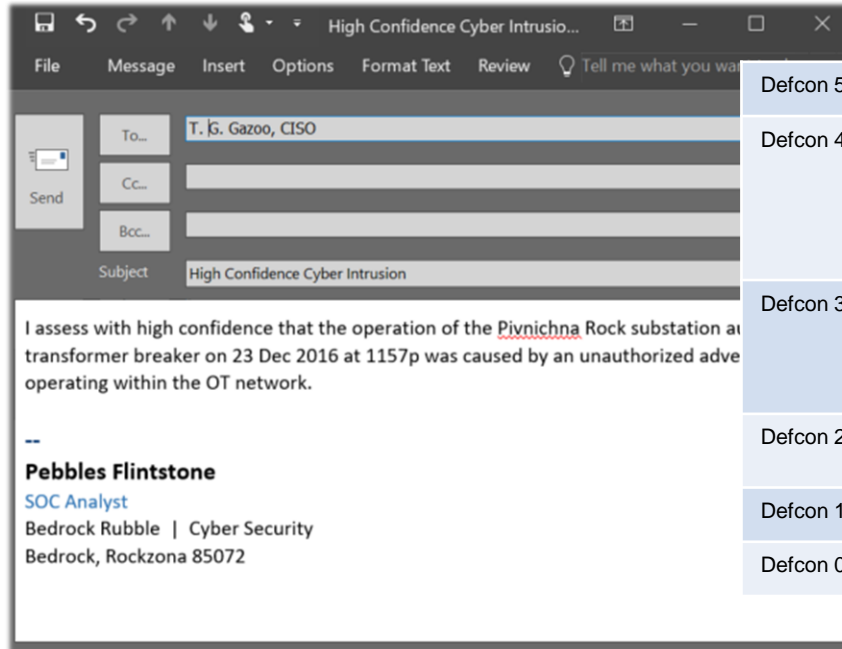 High Confidence Cyber Intrusio...
File Message Insert Options Format Text Review Tell me what you
To...
T. G. Gazoo, CISO
Send
Cc...
Bcc...
Subject
High Confidence Cyber Intrusion
I assess with high confidence that the operation of the Pivnichna Rock substation
transformer breaker on 23 Dec 2016 at 1157p was caused by an unauthorized
operating within the OT network.
--
Pebbles Flintstone
SOC Analyst
Bedrock Rubble | Cyber Security
Bedrock, Rockzona 85072
Defcon 5
Defcon 4
Defcon 3
Defcon 2
Defcon 1
Defcon 0